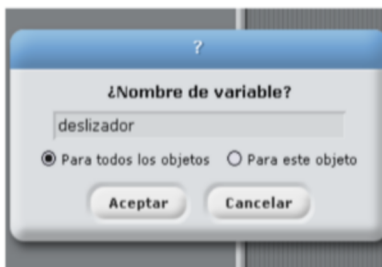 ?
¿Nombre de variable?
deslizador
Para todos los objetos Para este objeto
Aceptar Cancelar